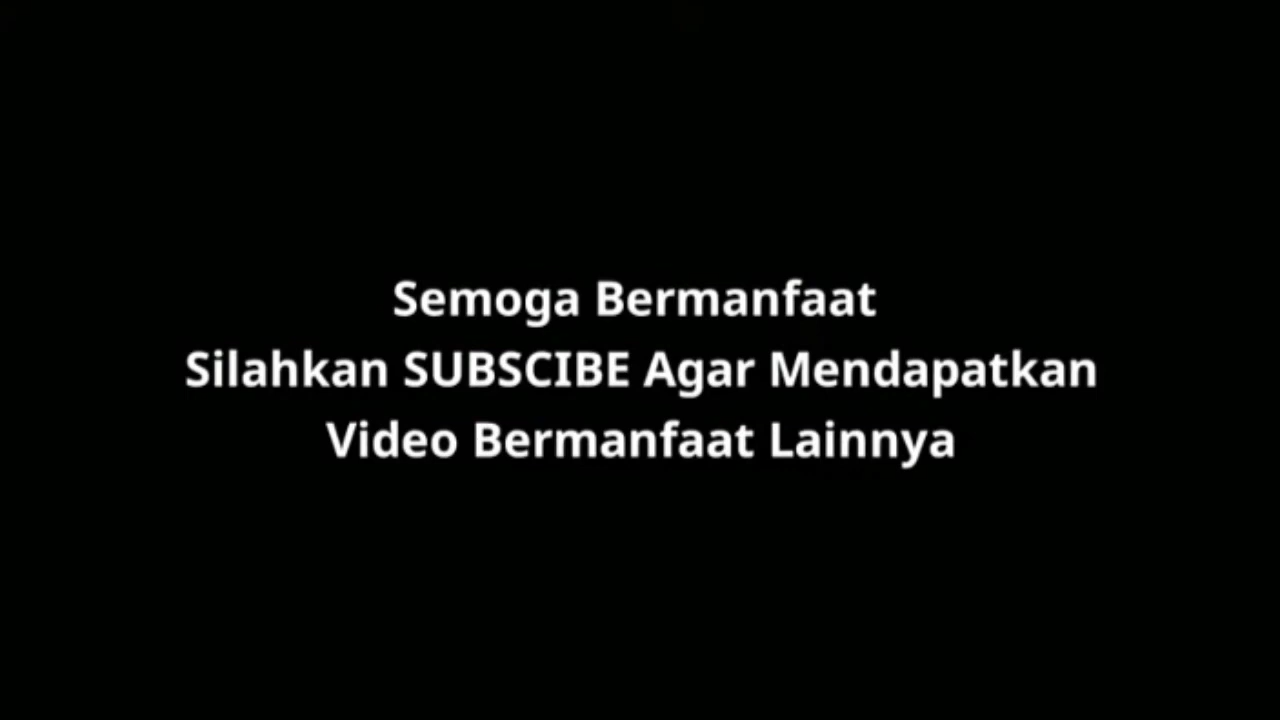 Semoga Bermanfaat
Silahkan SUBSCIBE Agar Mendapatkan
Video Bermanfaat Lainnya